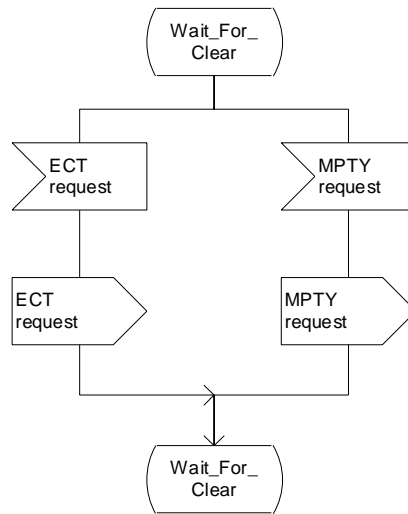 Wait_For_
Clear
ECT
request
MPTY
request
ECT
request
MPTY
request
Wait_For_
Clear